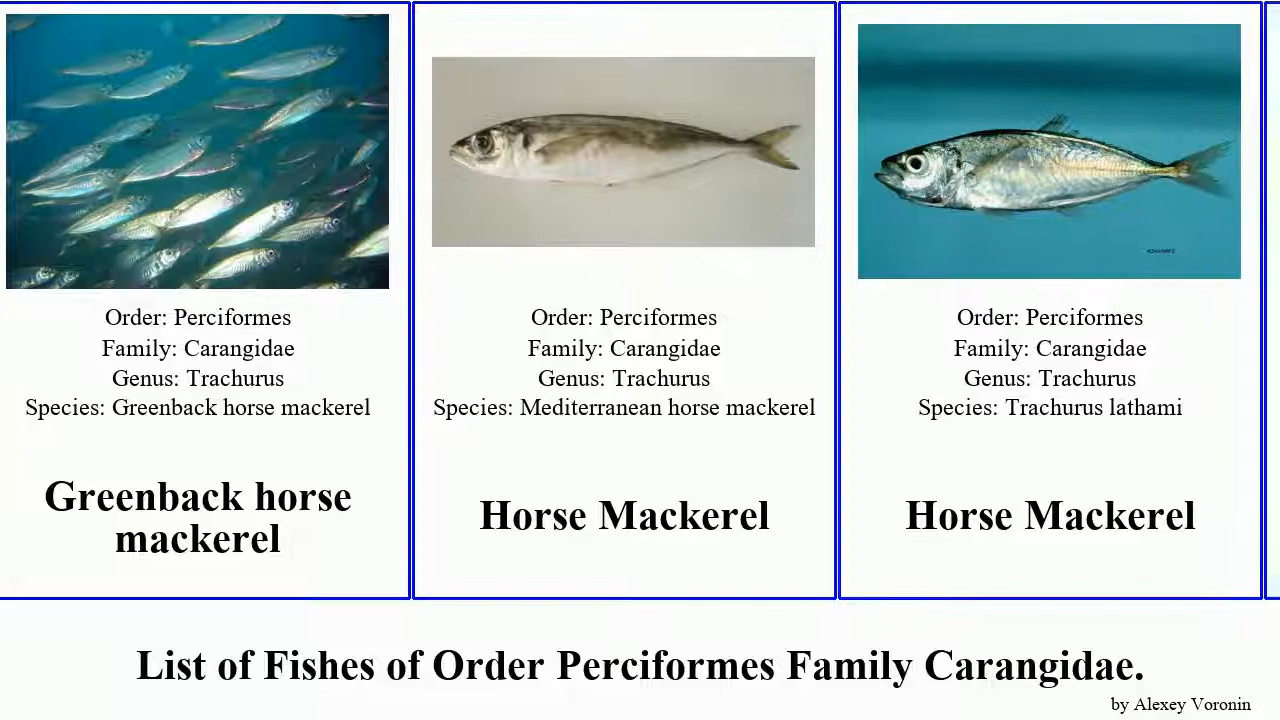 Order: Perciformes
Family: Carangidae
Genus: Trachurus
Species: Greenback horse mackerel
Greenback horse
mackerel
Order: Perciformes
Family: Carangidae
Genus: Trachurus
Species: Mediterranean horse mackerel
Horse Mackerel
Order: Perciformes
Family: Carangidae
Genus: Trachurus
Species: Trachurus lathami
Horse Mackerel
List of Fishes of Order Perciformes Family Carangidae.
by Alexey Voronin